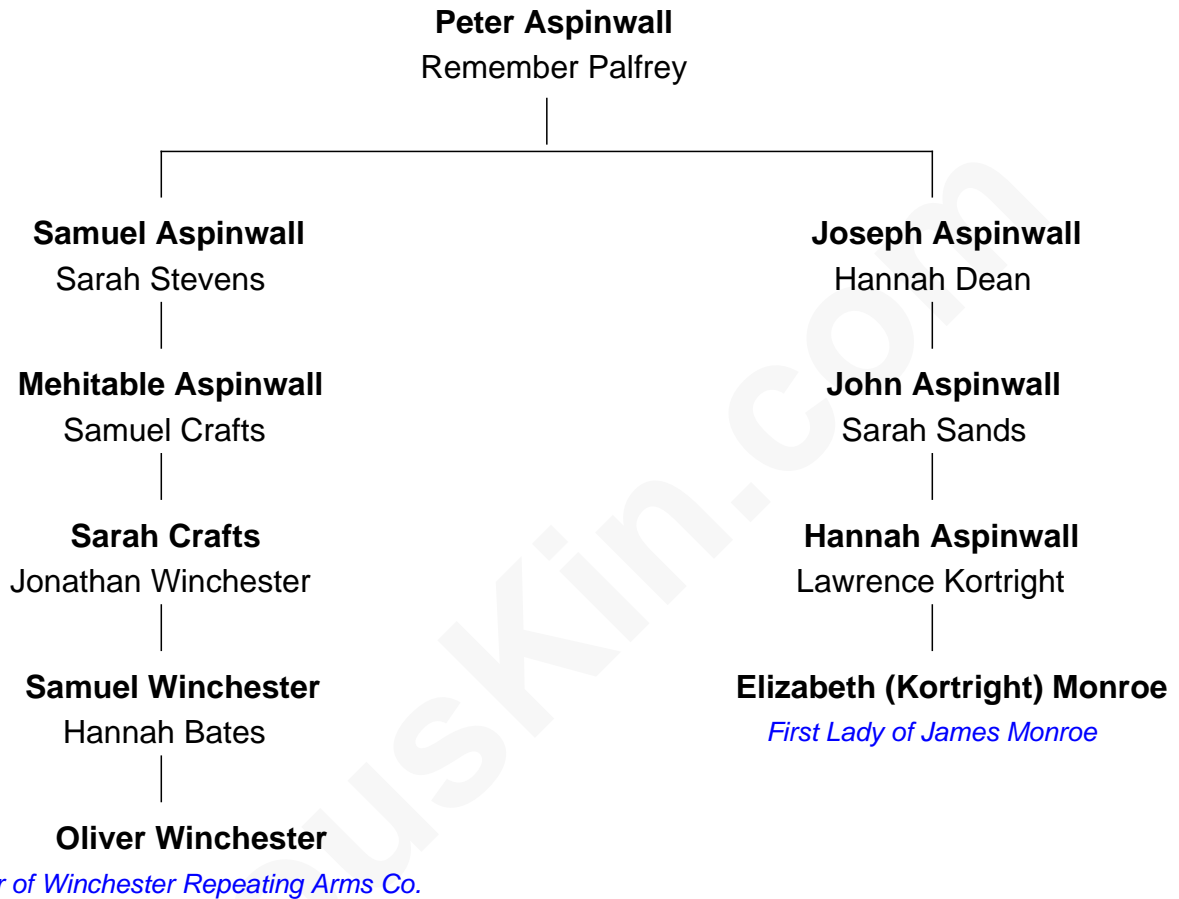 Peter Aspinwall
Remember Palfrey
Samuel Aspinwall
Sarah Stevens
Joseph Aspinwall
Hannah Dean
Mehitable Aspinwall
Samuel Crafts
John Aspinwall
Sarah Sands
Sarah Crafts
Jonathan Winchester
Hannah Aspinwall
Lawrence Kortright
Samuel Winchester
Hannah Bates
Elizabeth (Kortright) Monroe
First Lady of James Monroe
Oliver Winchester
r of Winchester Repeating Arms Co.
ousKin.com